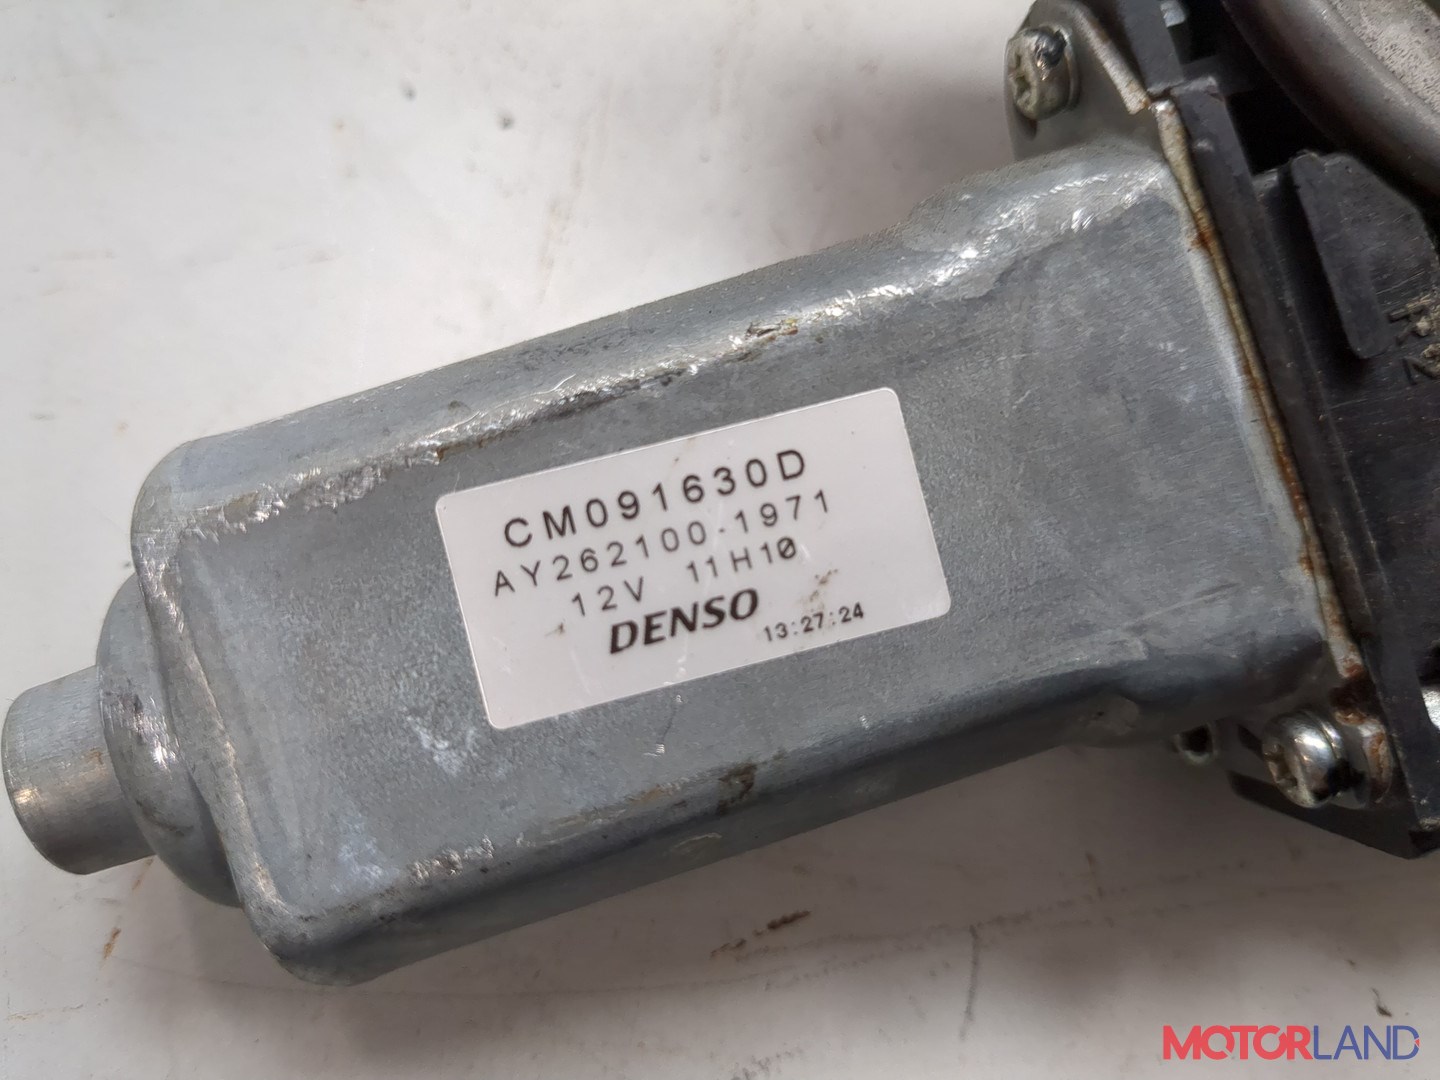 CM091630D
AY262100-1971
12V 11H10
DENSO 13:27:24
MOTORLAND